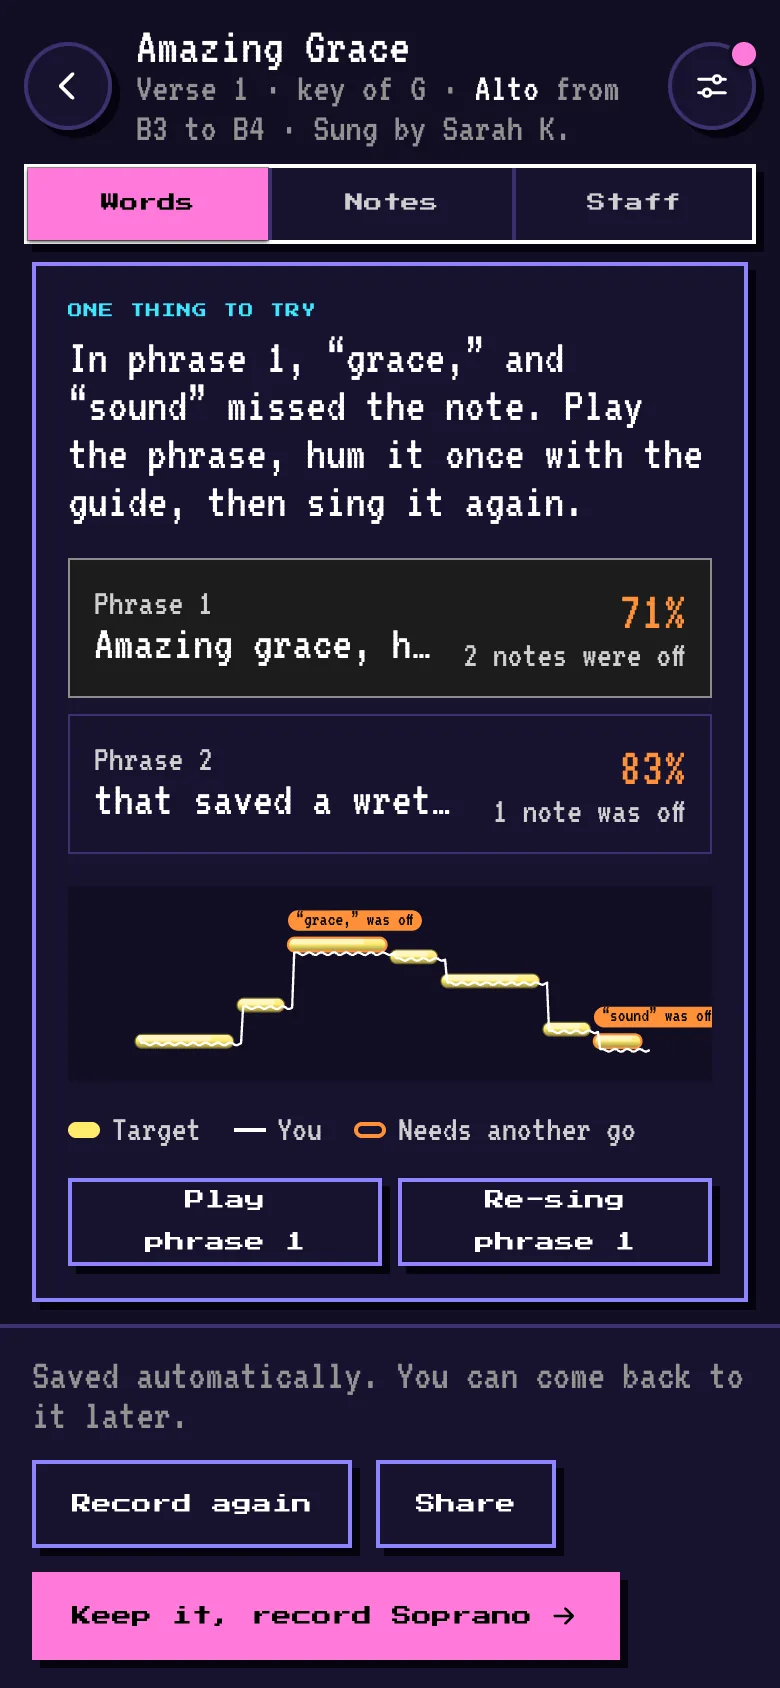 Amazing Grace
Verse 1 · key of G · Alto from
B3 to B4 · Sung by Sarah K.
Words
Notes
Staff
ONE THING TO TRY
In phrase 1, “grace,” and
“sound” missed the note. Play
the phrase, hum it once with the
guide, then sing it again.
Phrase 1
71%
Amazing grace, h…
2 notes were off
Phrase 2
83%
that saved a wret…
1 note was off
“grace,” was off
“sound” was off
Target
You
Needs another go
Play
phrase 1
Re-sing
phrase 1
Saved automatically. You can come back to
it later.
Record again
Share
Keep it, record Soprano →